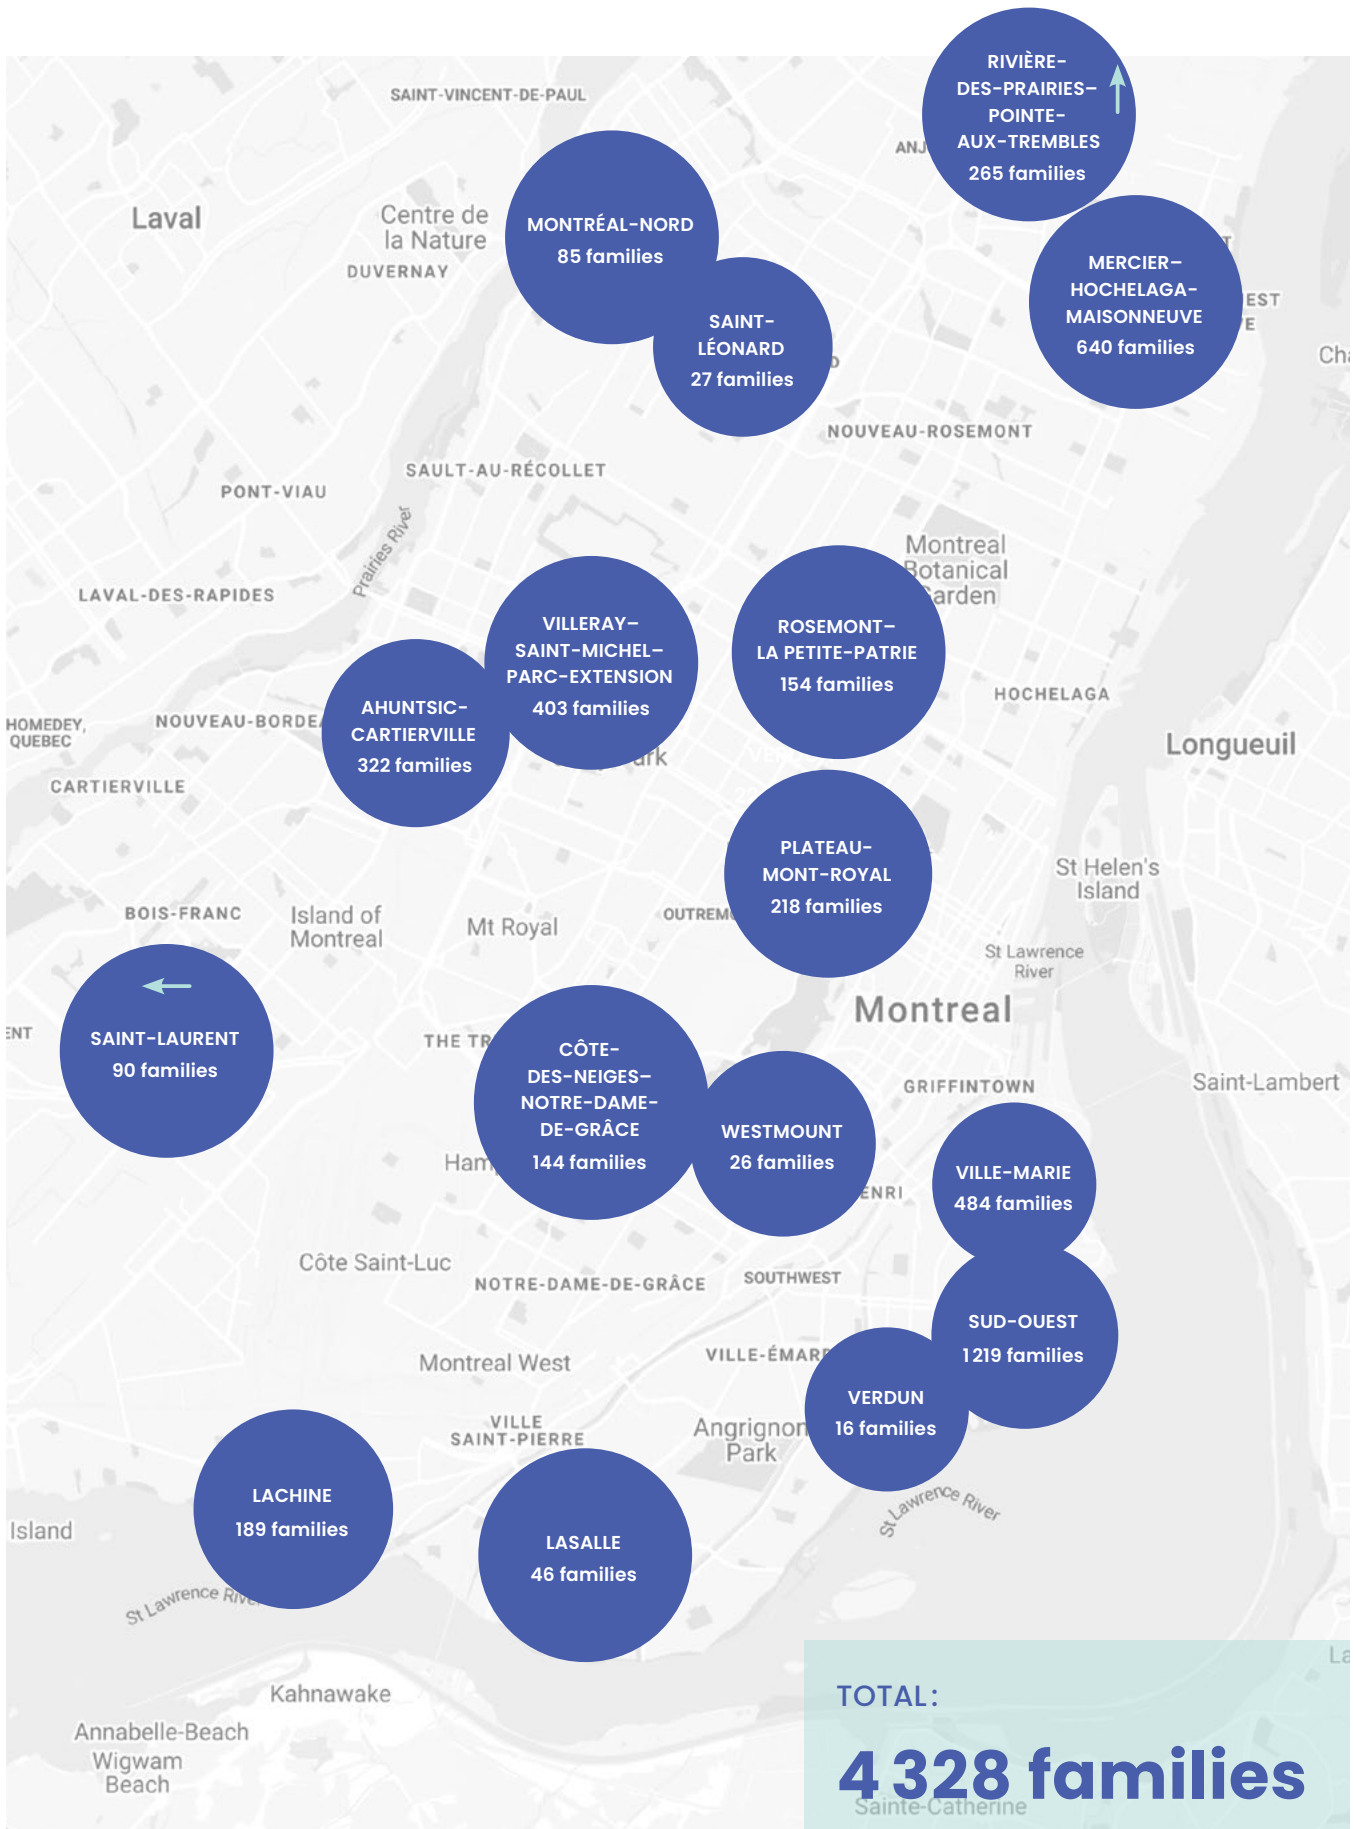 RIVIÈRE-
DES-PRAIRIES–
POINTE-
AUX-TREMBLES
265 families
SAINT-VINCENT-DE-PAUL
MONTRÉAL-NORD
85 families
Laval
Centre de
la Nature
DUVERNAY
MERCIER–
HOCHELAGA-
MAISONNEUVE
640 families
SAINT-
LÉONARD
27 families
NOUVEAU-ROSEMONT
SAULT-AU-RÉCOLLET
PONT-VIAU
Prairies River
Montreal
Botanical
Garden
LAVAL-DES-RAPIDES
VILLERAY–
SAINT-MICHEL–
PARC-EXTENSION
403 families
ROSEMONT–
LA PETITE-PATRIE
154 families
HOCHELAGA
AHUNTSIC-
CARTIERVILLE
322 families
HOMEDEY,
QUEBEC
Longueuil
CARTIERVILLE
PLATEAU-
MONT-ROYAL
218 families
St Helen's
Island
BOIS-FRANC
Island of
Montreal
Mt Royal
St Lawrence
River
Montreal
SAINT-LAURENT
90 families
CÔTE-
DES-NEIGES–
NOTRE-DAME-
DE-GRÂCE
144 families
GRIFFINTOWN
Saint-Lambert
WESTMOUNT
26 families
VILLE-MARIE
484 families
Côte Saint-Luc
NOTRE-DAME-DE-GRÂCE
SOUTHWEST
SUD-OUEST
1 219 families
Montreal West
VERDUN
16 families
VILLE
SAINT-PIERRE
Angrignon
Park
LACHINE
189 families
St Lawrence River
Island
LASALLE
46 families
St Lawrence
Kahnawake
TOTAL :
Annabelle-Beach
Wigwam
Beach
4 328 families
Sainte-Catherine